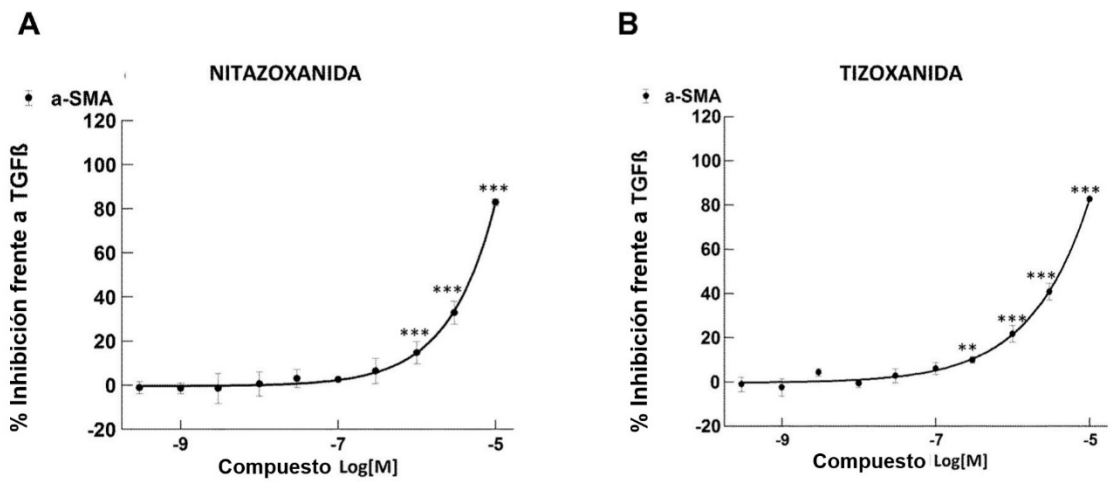 A
NITAZOXANIDA
a-SMA
% Inhibición frente a TGFß
120
100
80
60
40
20
0
-20
***
***
***
-9
-7
-5
Compuesto Log[M]
B
TIZOXANIDA
a-SMA
% Inhibición frente a TGFß
120
100
80
60
40
20
0
-20
**
***
***
***
-9
-7
-5
Compuesto Log[M]